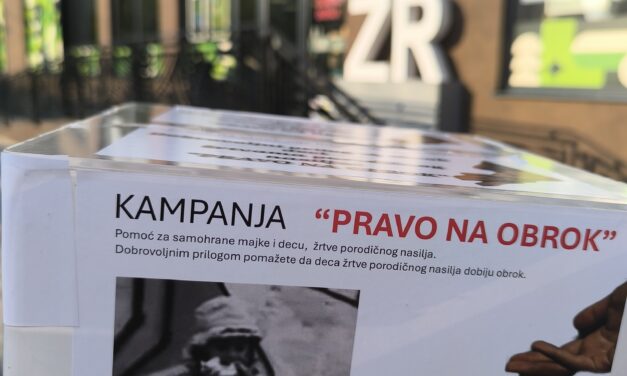 ZR
KAMPANJA “PRAVO NA OBROK”
Pomoć za samohrane majke i decu, žrtve porodičnog nasilja.
Dobrovoljnim prilogom pomažete da deca žrtve porodičnog nasilja dobiju obrok.